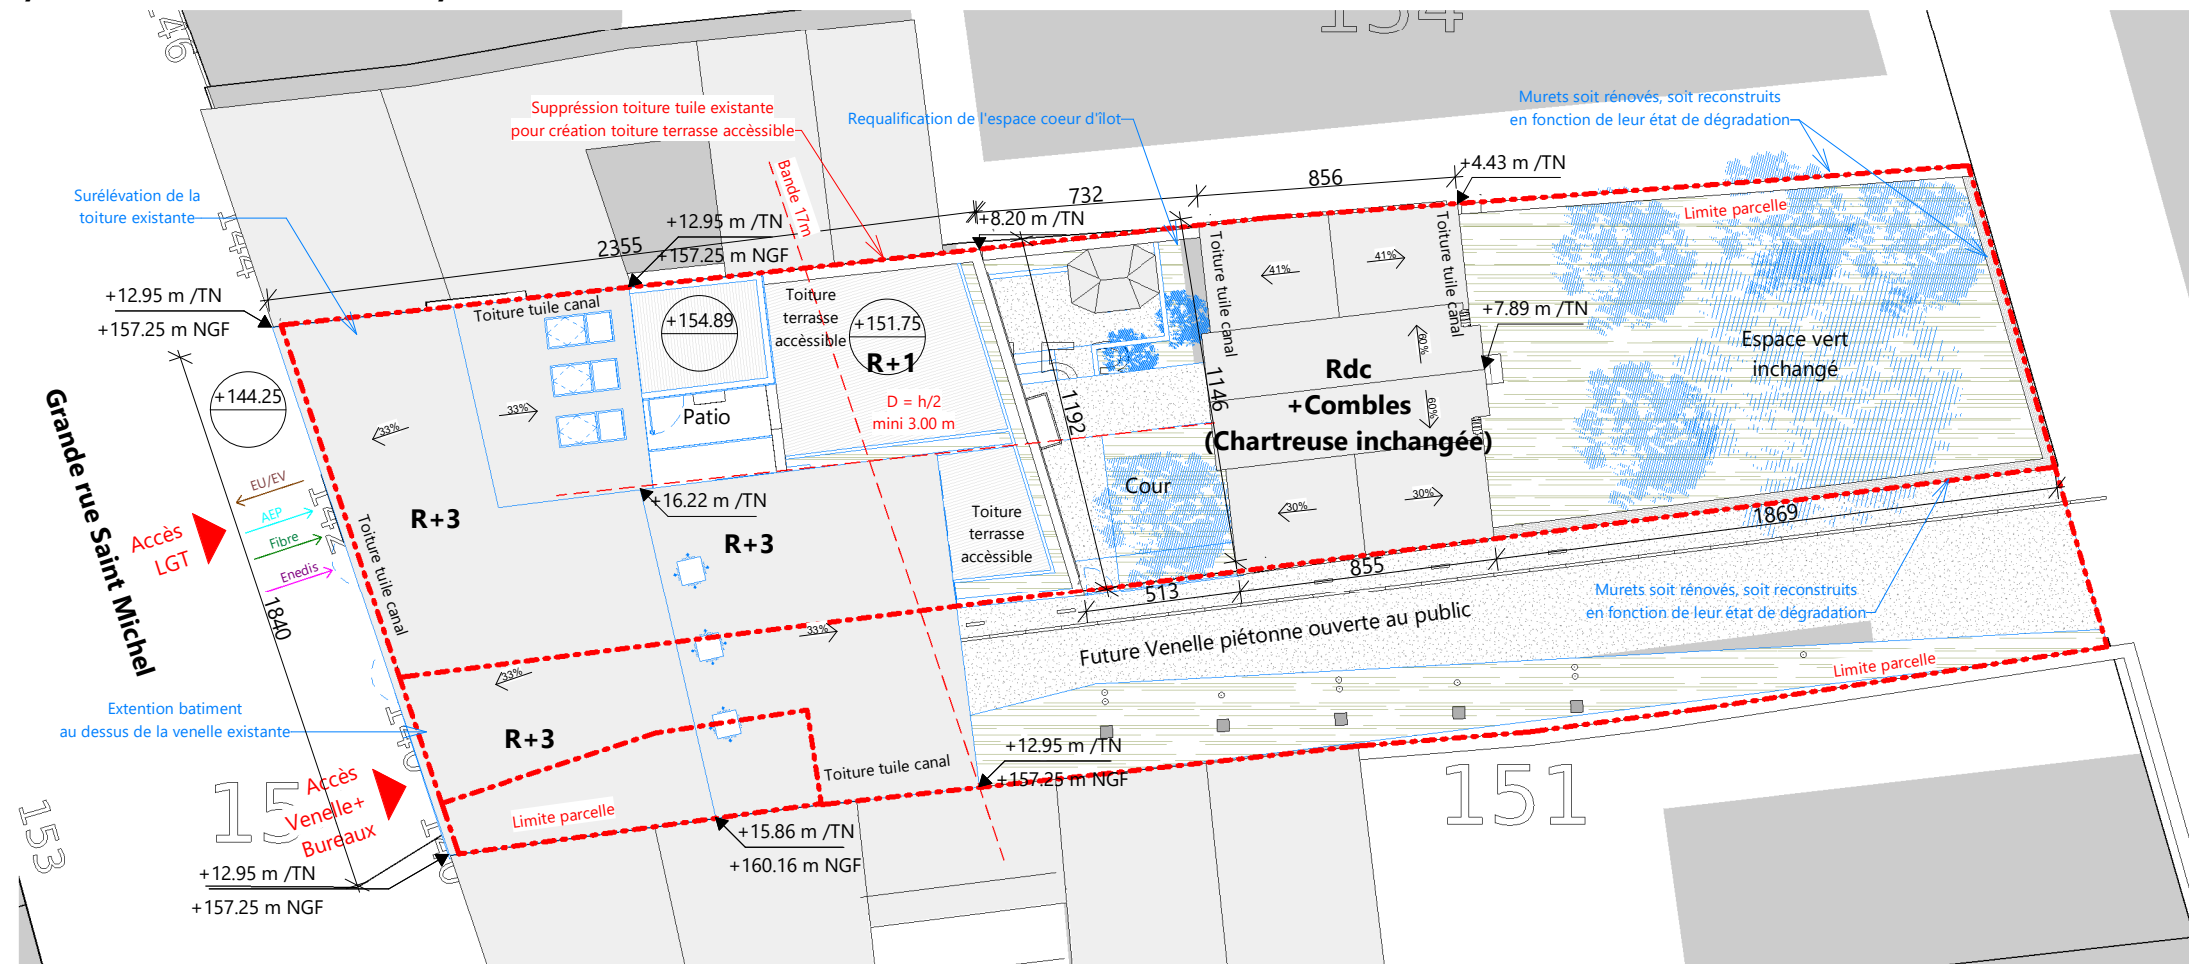 154
146
Suppréssion toiture tuile existante
pour création toiture terrasse accèssible
Requalification de l'espace coeur d'îlot
Murets soit rénovés, soit reconstruits
en fonction de leur état de dégradation
Surélévation de la
toiture existante
144
Bande 17m
+12.95 m /TN
+157.25 m NGF
2355
732
856
+8.20 m /TN
+4.43 m /TN
Limite parcelle
+12.95 m /TN
+157.25 m NGF
Toiture tuile canal
+154.89
Toiture
terrasse
accèssible
+151.75
R+1
D = h/2
mini 3.00 m
Patio
Toiture tuile canal
Toiture tuile canal
41%
41%
+7.89 m /TN
60%
60%
Rdc
+Combles
(Chartreuse inchangée)
Espace vert
inchangé
1192
1146
30%
30%
Cour
+144.25
Grande rue Saint Michel
33%
33%
EU/EV
AEP
Fibre
Enedis
142
Accès
LGT
1840
Toiture tuile canal
R+3
+16.22 m /TN
R+3
Toiture
terrasse
accèssible
513
855
1869
Murets soit rénovés, soit reconstruits
en fonction de leur état de dégradation
Future Venelle piétonne ouverte au public
Limite parcelle
33%
33%
R+3
Extention batiment
au dessus de la venelle existante
140
Accès
Venelle+
Bureaux
15
153
Limite parcelle
Toiture tuile canal
+12.95 m /TN
+157.25 m NGF
+15.86 m /TN
+160.16 m NGF
+12.95 m /TN
+157.25 m NGF
151